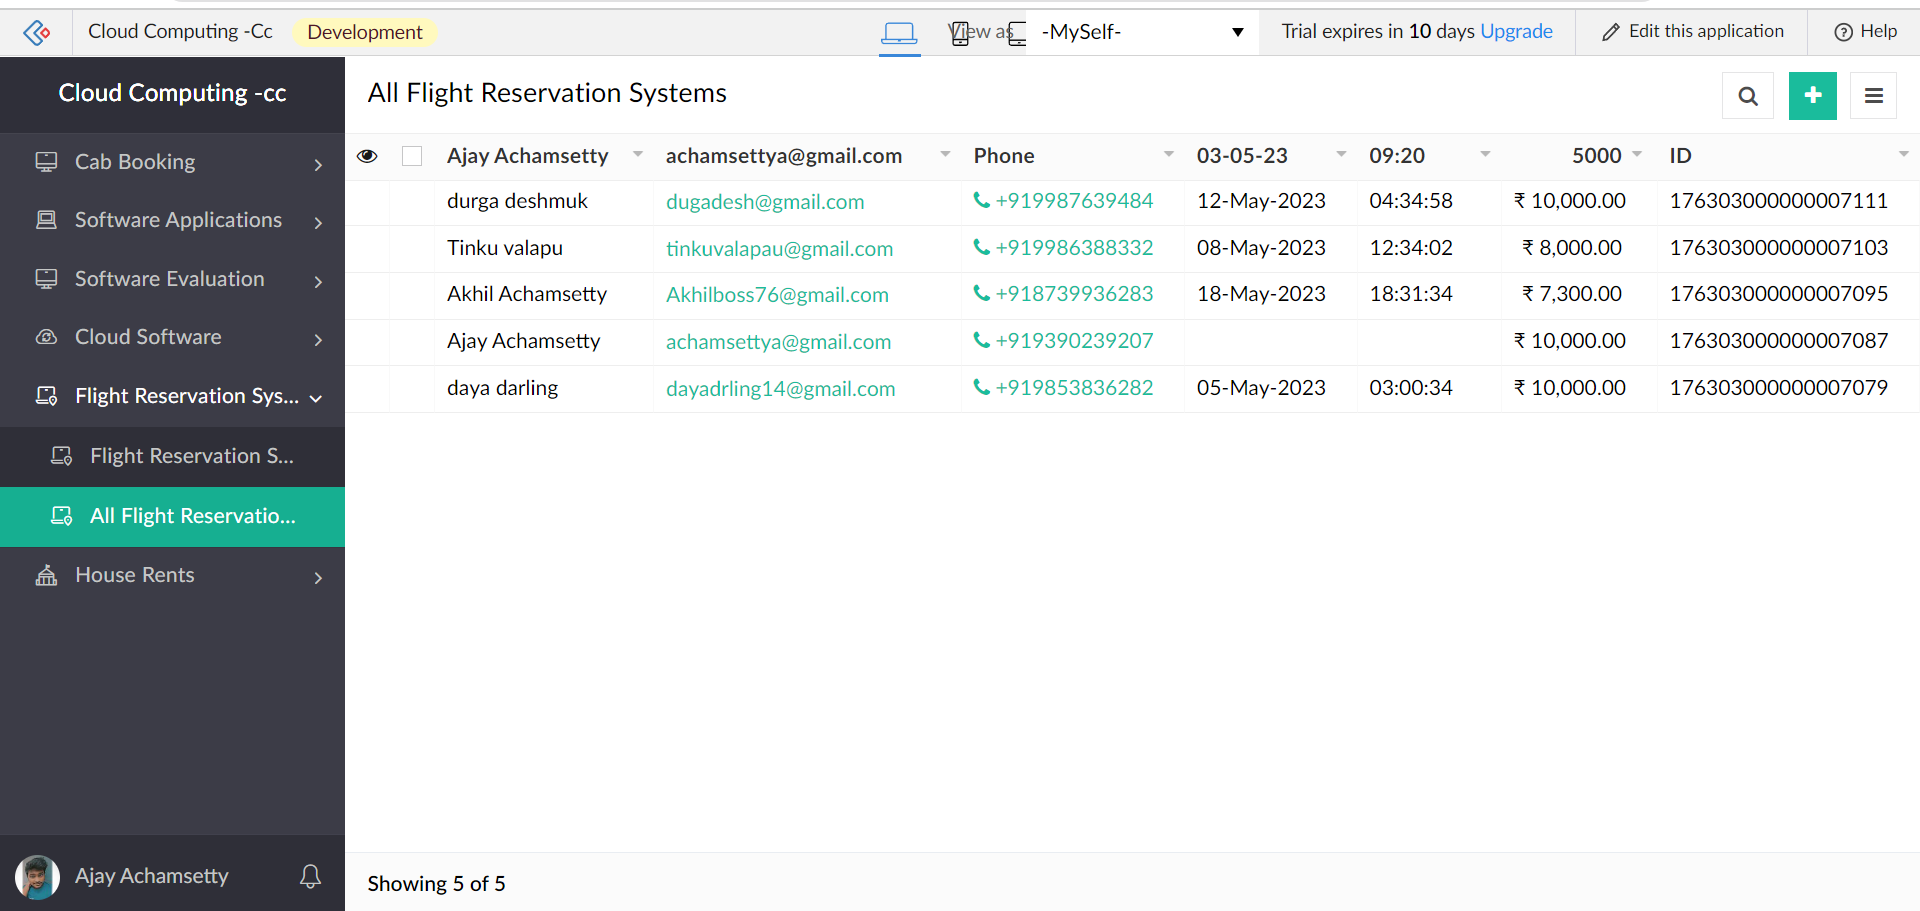 Cloud Computing -Cc Development View as -MySelf- Trial expires in 10 days Upgrade Edit this application Help
Cloud Computing -cc
Cab Booking
Software Applications
Software Evaluation
Cloud Software
Flight Reservation Sys...
Flight Reservation S...
All Flight Reservatio...
House Rents
Ajay Achamsetty
All Flight Reservation Systems
Ajay Achamsetty achamsettya@gmail.com Phone 03-05-23 09:20 5000 ID
durga deshmuk dugadesh@gmail.com +919987639484 12-May-2023 04:34:58 ₹ 10,000.00 176303000000007111
Tinku valapu tinkuvalapau@gmail.com +919986388332 08-May-2023 12:34:02 ₹ 8,000.00 176303000000007103
Akhil Achamsetty Akhilboss76@gmail.com +918739936283 18-May-2023 18:31:34 ₹ 7,300.00 176303000000007095
Ajay Achamsetty achamsettya@gmail.com +919390239207 ₹ 10,000.00 176303000000007087
daya darling dayadrling14@gmail.com +919853836282 05-May-2023 03:00:34 ₹ 10,000.00 176303000000007079
Showing 5 of 5